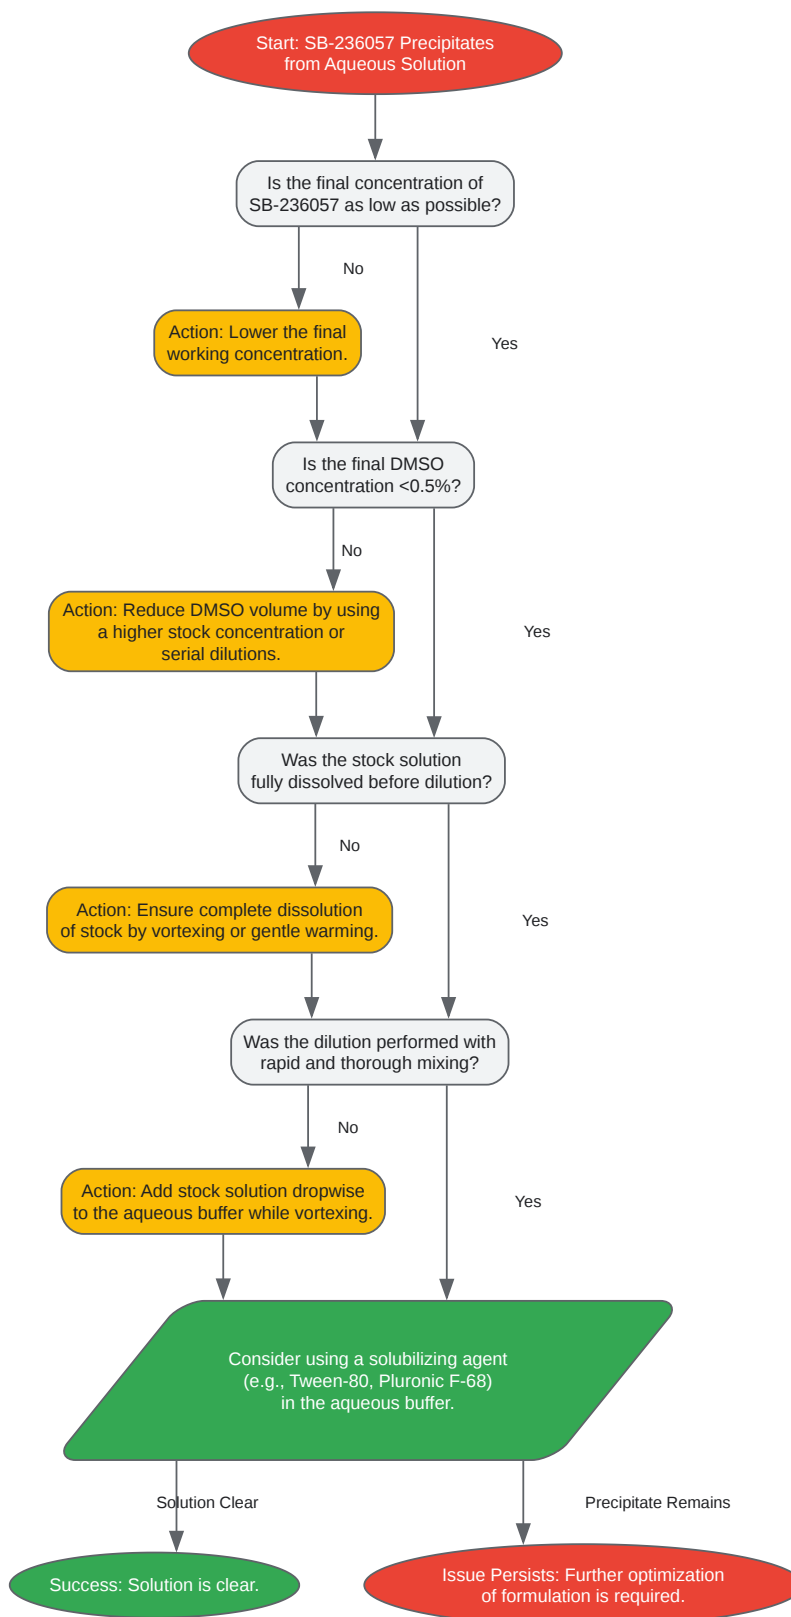 Start: SB-236057 Precipitates
from Aqueous Solution
Is the final concentration of
SB-236057 as low as possible?
No
Action: Lower the final
working concentration.
Yes
Is the final DMSO
concentration <0.5%?
No
Action: Reduce DMSO volume by using
a higher stock concentration or
serial dilutions.
Yes
Was the stock solution
fully dissolved before dilution?
No
Action: Ensure complete dissolution
of stock by vortexing or gentle warming.
Yes
Was the dilution performed with
rapid and thorough mixing?
No
Action: Add stock solution dropwise
to the aqueous buffer while vortexing.
Yes
Consider using a solubilizing agent
(e.g., Tween-80, Pluronic F-68)
in the aqueous buffer.
Solution Clear
Precipitate Remains
Success: Solution is clear.
Issue Persists: Further optimization
of formulation is required.